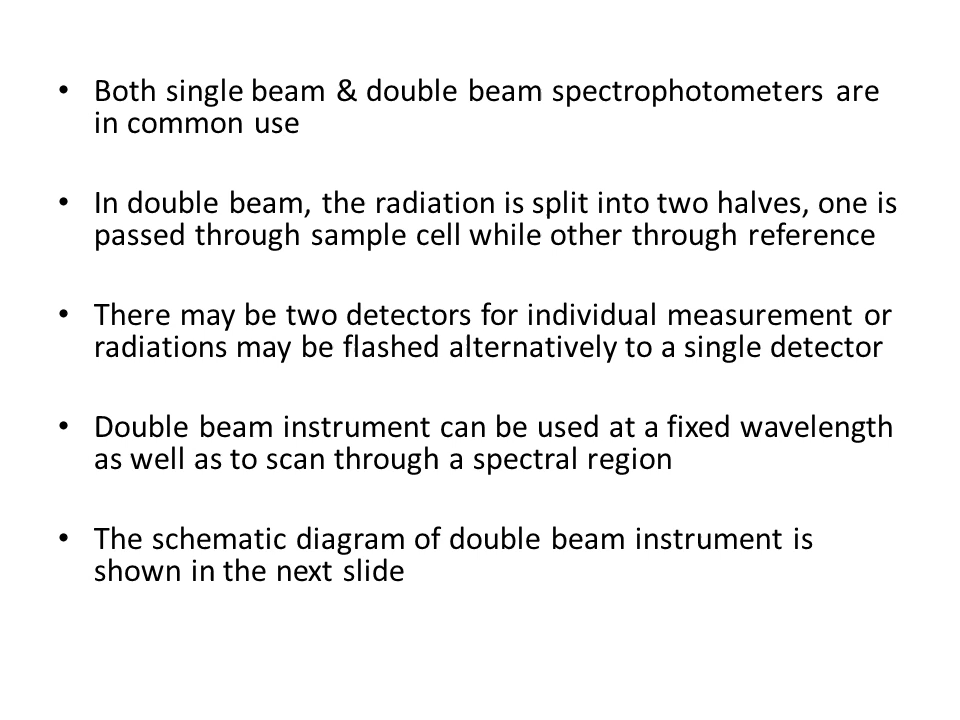 • Both single beam & double beam spectrophotometers are
in common use
• In double beam, the radiation is split into two halves, one is
passed through sample cell while other through reference
• There may be two detectors for individual measurement or
radiations may be flashed alternatively to a single detector
• Double beam instrument can be used at a fixed wavelength
as well as to scan through a spectral region
• The schematic diagram of double beam instrument is
shown in the next slide